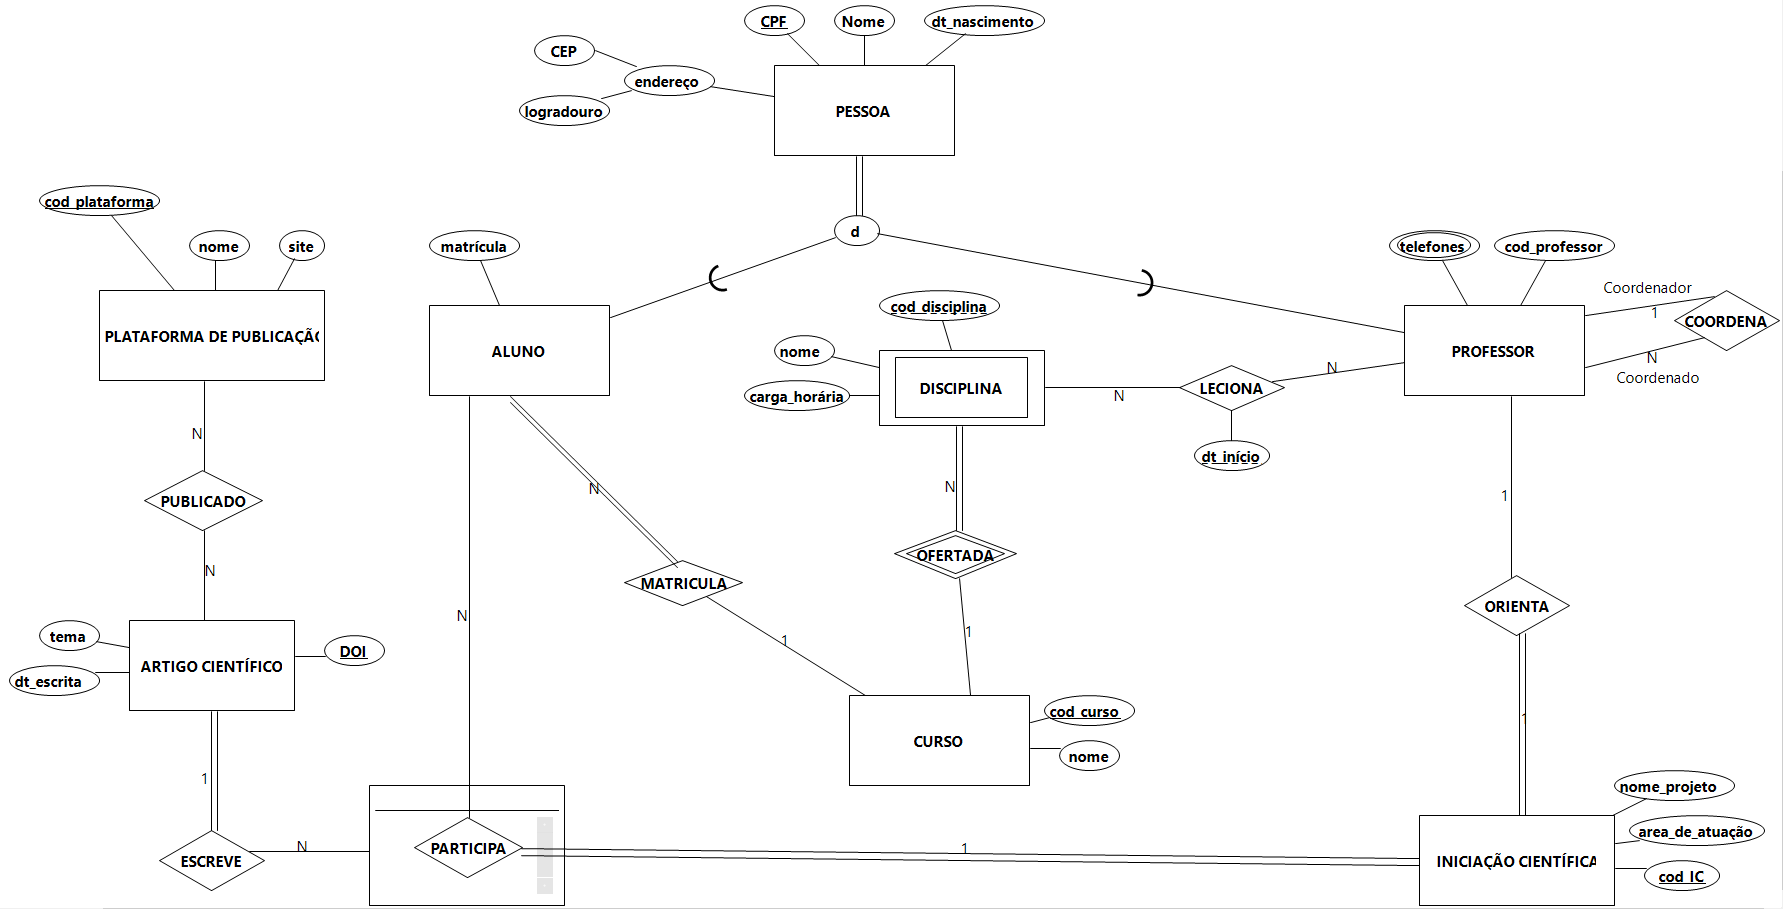 CPF
Nome
dt_nascimento
CEP
endereço
logradouro
PESSOA
cod_plataforma
nome
site
matrícula
d
telefones
cod_professor
PLATAFORMA DE PUBLICAÇÃO
ALUNO
cod_disciplina
nome
carga_horária
DISCIPLINA
N
LECIONA
N
dt_início
PROFESSOR
Coordenador
1
COORDENA
N
Coordenado
N
PUBLICADO
N
N
N
1
OFERTADA
MATRICULA
ORIENTA
N
1
1
tema
dt_escrita
ARTIGO CIENTÍFICO
DOI
CURSO
cod_curso
nome
1
1
ESCREVE
N
PARTICIPA
1
INICIAÇÃO CIENTÍFICA
nome_projeto
area_de_atuação
cod_IC